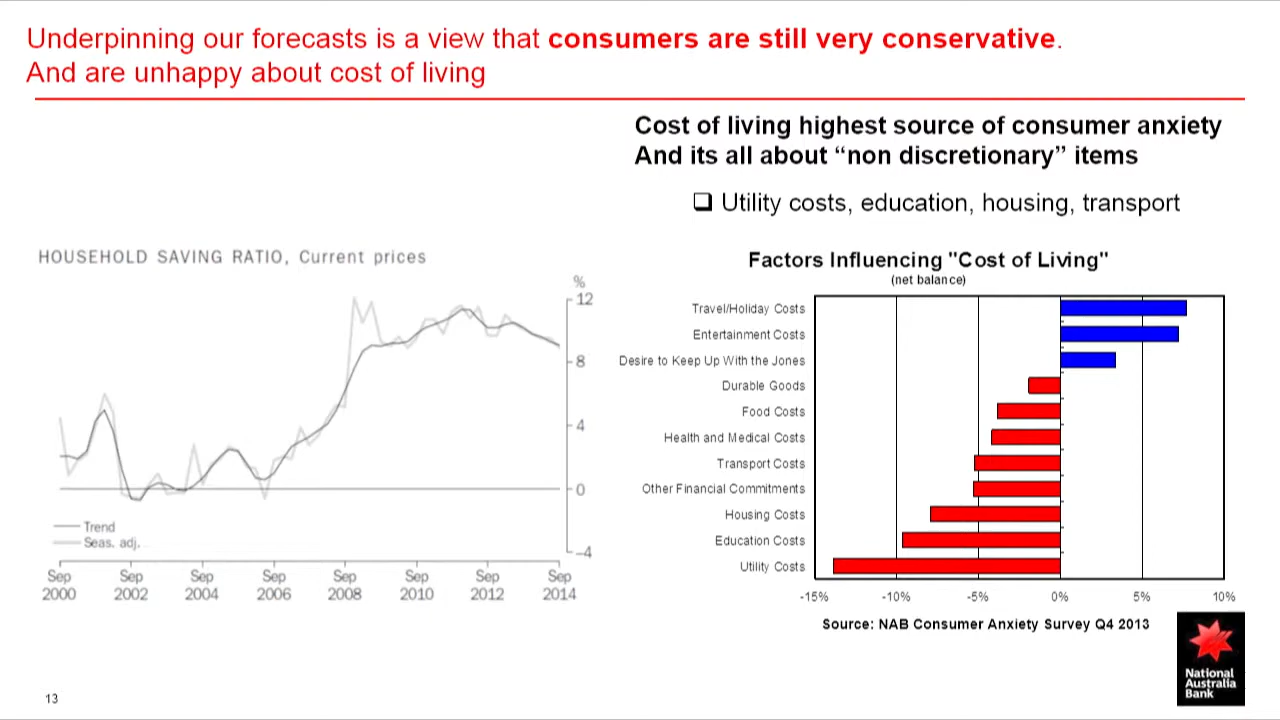 Underpinning our forecasts is a view that consumers are still very conservative.
And are unhappy about cost of living
Cost of living highest source of consumer anxiety
And its all about “non discretionary” items
❑ Utility costs, education, housing, transport
HOUSEHOLD SAVING RATIO, Current prices
%
12
8
4
0
–4
Trend
Seas. adj.
Sep Sep Sep Sep Sep Sep Sep Sep
2000 2002 2004 2006 2008 2010 2012 2014
Factors Influencing "Cost of Living"
(net balance)
Travel/Holiday Costs
Entertainment Costs
Desire to Keep Up With the Jones
Durable Goods
Food Costs
Health and Medical Costs
Transport Costs
Other Financial Commitments
Housing Costs
Education Costs
Utility Costs
-15% -10% -5% 0% 5% 10%
Source: NAB Consumer Anxiety Survey Q4 2013
National
Australia
Bank
13